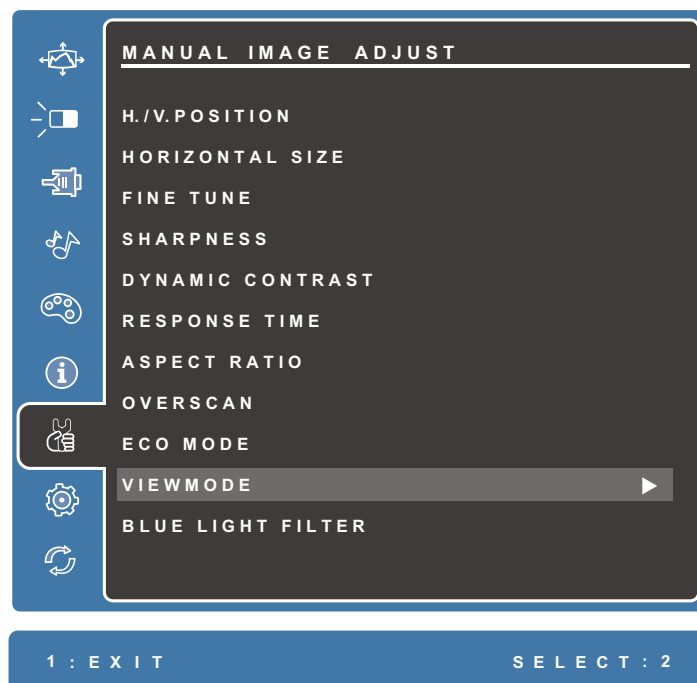 MANUAL IMAGE ADJUST
H./V.POSITION
HORIZONTAL SIZE
FINE TUNE
SHARPNESS
DYNAMIC CONTRAST
RESPONSE TIME
ASPECT RATIO
OVERSCAN
ECO MODE
VIEWMODE
BLUE LIGHT FILTER
1:EXIT SELECT:2